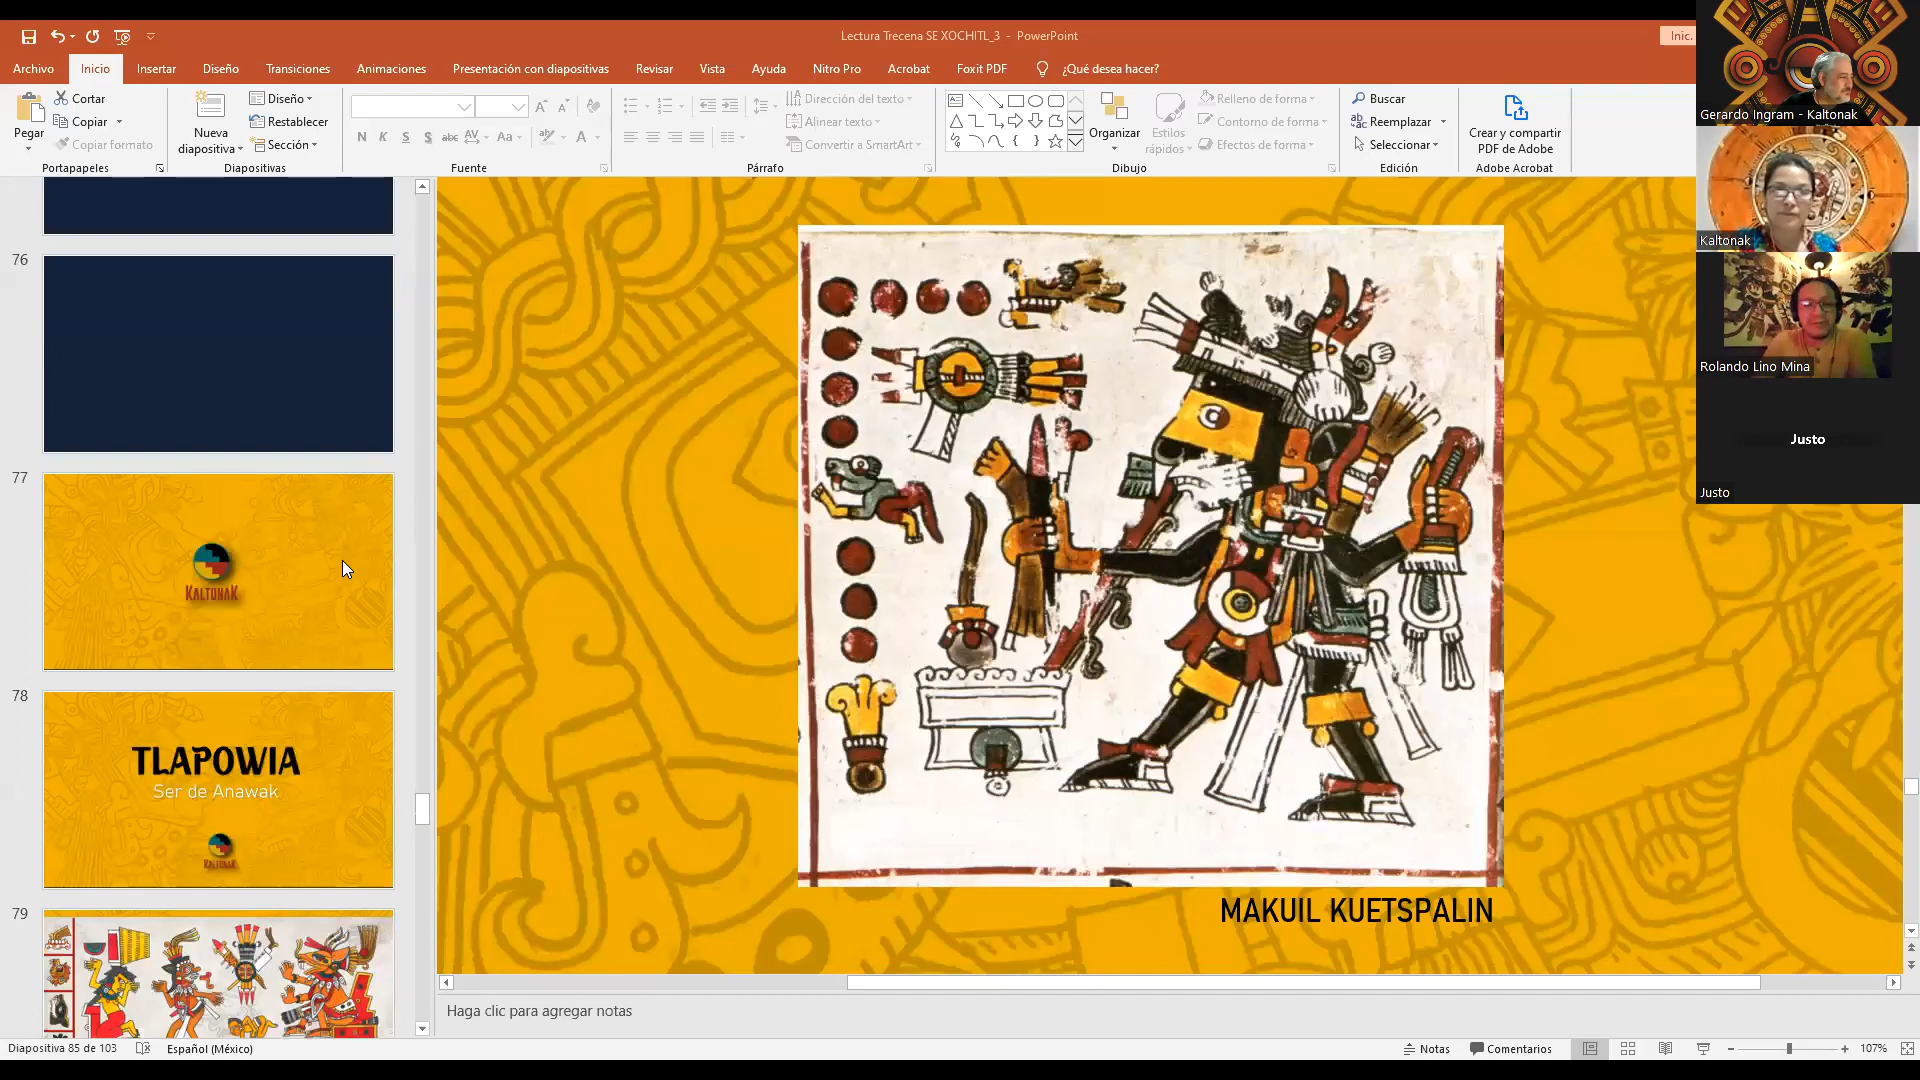 Lectura Trecena SE XOCHITL_3 - PowerPoint
Inic.
Archivo Inicio Insertar Diseño Transiciones Animaciones Presentación con diapositivas Revisar Vista Ayuda Nitro Pro Acrobat Foxit PDF ¿Qué desea hacer?
Pegar
Cortar
Copiar
Copiar formato
Portapapeles
Nueva diapositiva
Diseño
Restablecer
Sección
Diapositivas
N K S S abc AV Aa A
Fuente
Dirección del texto
Alinear texto
Convertir a SmartArt
Párrafo
Organizar
Estilos rápidos
Relleno de forma
Contorno de forma
Efectos de forma
Dibujo
Buscar
Reemplazar
Seleccionar
Edición
Crear y compartir PDF de Adobe
Adobe Acrobat
Gerardo Ingram - Kaltonak
Kaltonak
Rolando Lino Mina
Justo
Justo
76
77
KALTONAK
78
TLAPOWIA
Ser de Anawak
KALTONAK
79
MAKUIL KUETSPALIN
Haga clic para agregar notas
Diapositiva 85 de 103 Español (México) Notas Comentarios 107%